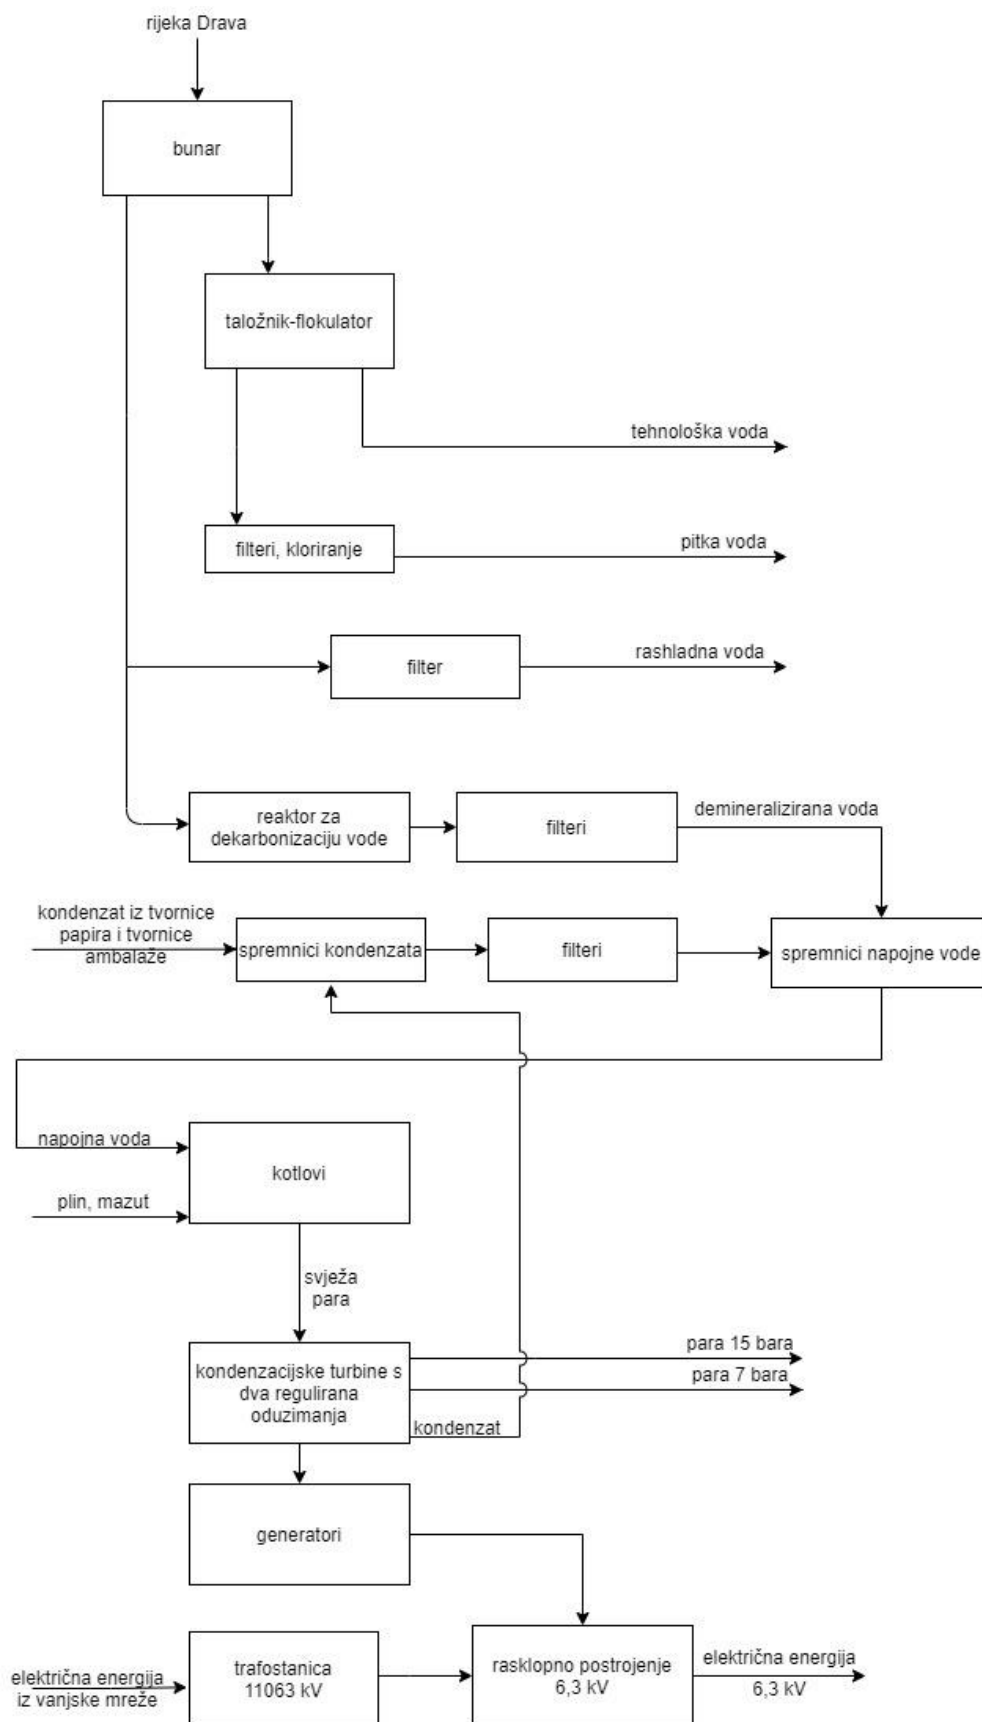 rijeka Drava
bunar
taložnik-flokulator
tehnološka voda
filteri, kloriranje
pitka voda
filter
rashladna voda
reaktor za
dekarbonizaciju vode
filteri
demineralizirana voda
kondenzat iz tvornice
papira i tvornice
ambalaže
spremnici kondenzata
filteri
spremnici napojne vode
napojna voda
kotlovi
plin, mazut
svježa
para
kondenzacijske turbine s
dva regulirana
oduzimanja
para 15 bara
para 7 bara
kondenzat
generatori
električna energija
iz vanjske mreže
trafostanica
11063 kV
rasklopno postrojenje
6,3 kV
električna energija
6,3 kV